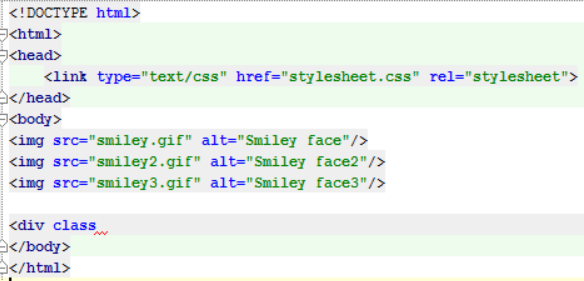 <!DOCTYPE html>
<html>
<head>
    <link type="text/css" href="stylesheet.css" rel="stylesheet">
</head>
<body>
<img src="smiley.gif" alt="Smiley face"/>
<img src="smiley2.gif" alt="Smiley face2"/>
<img src="smiley3.gif" alt="Smiley face3"/>

<div class
</body>
</html>